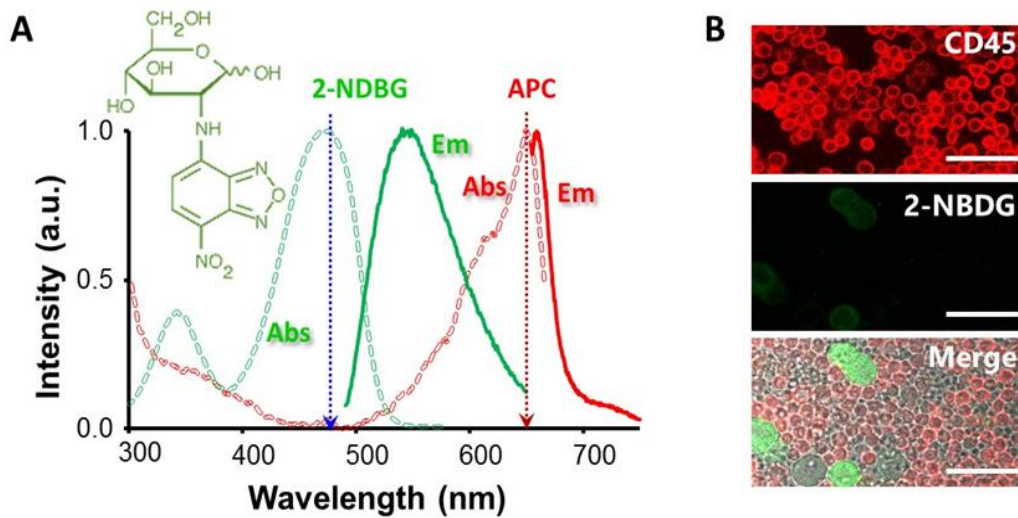 A
CH2OH
O
OH
OH
HO
NH
N
O
N
NO2
2-NDBG
APC
Em
Abs
Em
Abs
Intensity (a.u.)
1.0
0.5
0.0
300
400
500
600
700
Wavelength (nm)
B
CD45
2-NBDG
Merge